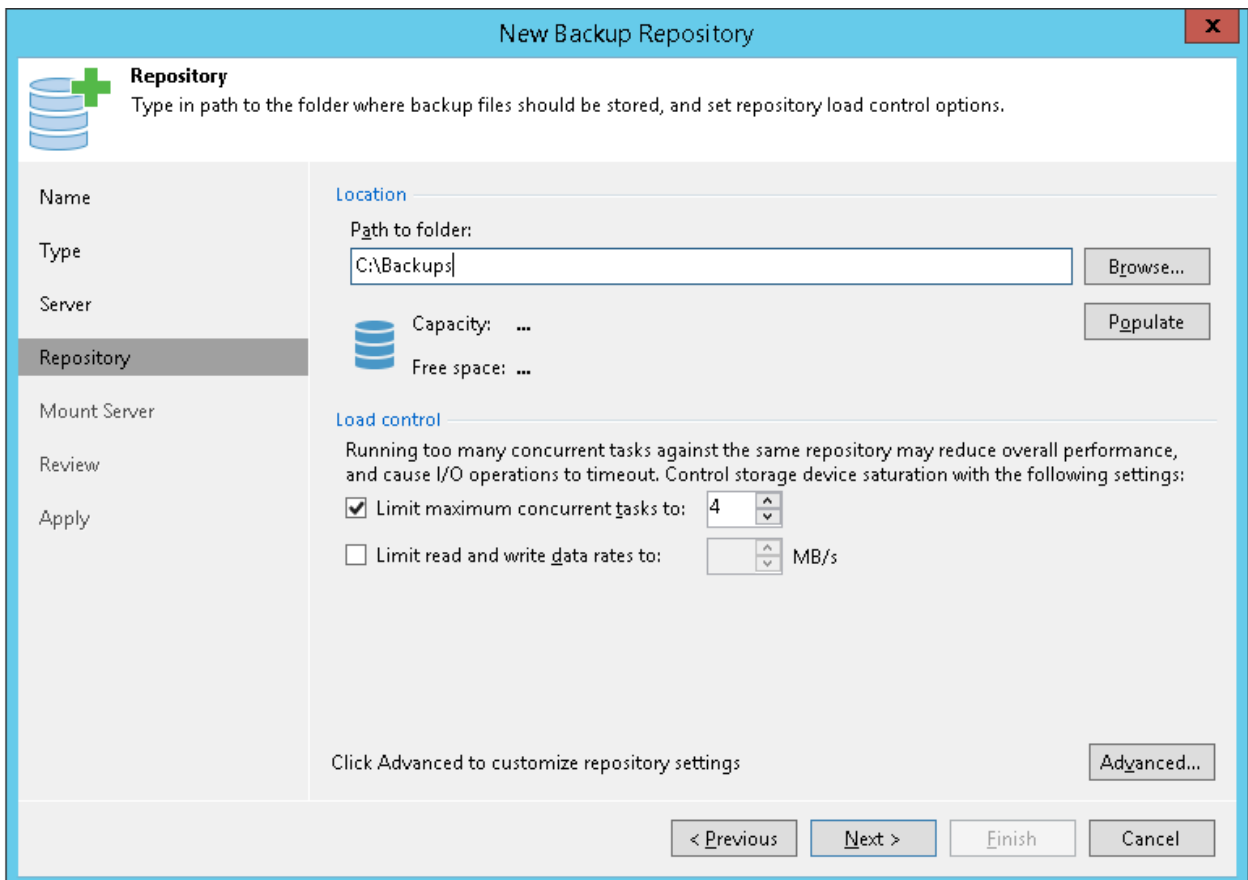 New Backup Repository
X
Repository
Type in path to the folder where backup files should be stored, and set repository load control options.
Name
Type
Server
Repository
Mount Server
Review
Apply
Location
Path to folder:
C:\Backups
Browse...
Capacity: ...
Populate
Free space: ...
Load control
Running too many concurrent tasks against the same repository may reduce overall performance,
and cause I/O operations to timeout. Control storage device saturation with the following settings:
Limit maximum concurrent tasks to: 4
Limit read and write data rates to: MB/s
Click Advanced to customize repository settings
Advanced...
< Previous
Next >
Finish
Cancel